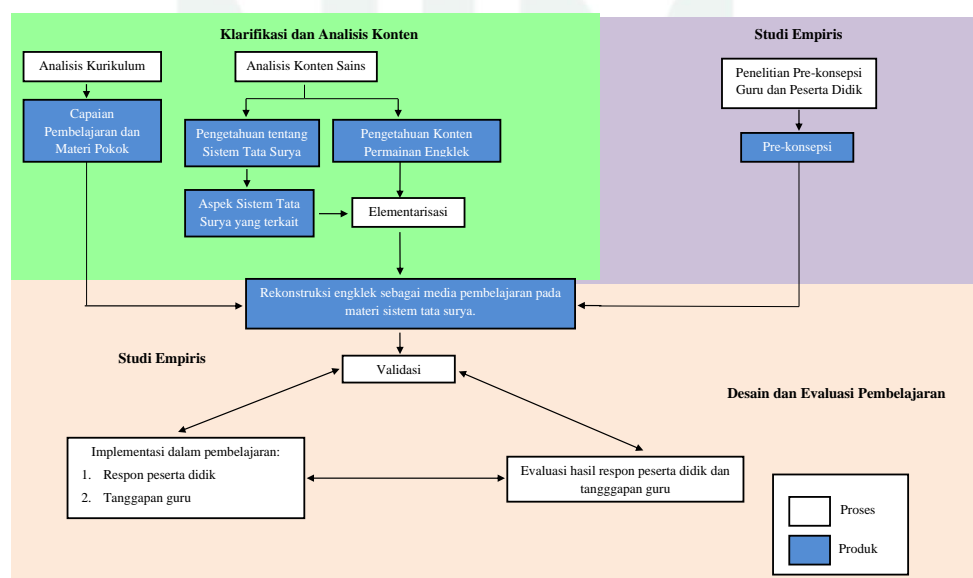 Klarifikasi dan Analisis Konten
Studi Empiris
Analisis Kurikulum
Analisis Konten Sains
Penelitian Pre-konsepsi
Guru dan Peserta Didik
Capaian
Pembelajaran dan
Materi Pokok
Pengetahuan tentang
Sistem Tata Surya
Pengetahuan Konten
Permainan Engklek
Pre-konsepsi
Aspek Sistem Tata
Surya yang terkait
Elementarisasi
Rekonstruksi engklek sebagai media pembelajaran pada
materi sistem tata surya.
Studi Empiris
Validasi
Desain dan Evaluasi Pembelajaran
Implementasi dalam pembelajaran:
1. Respon peserta didik
2. Tanggapan guru
Evaluasi hasil respon peserta didik dan
tangggapan guru
Proses
Produk